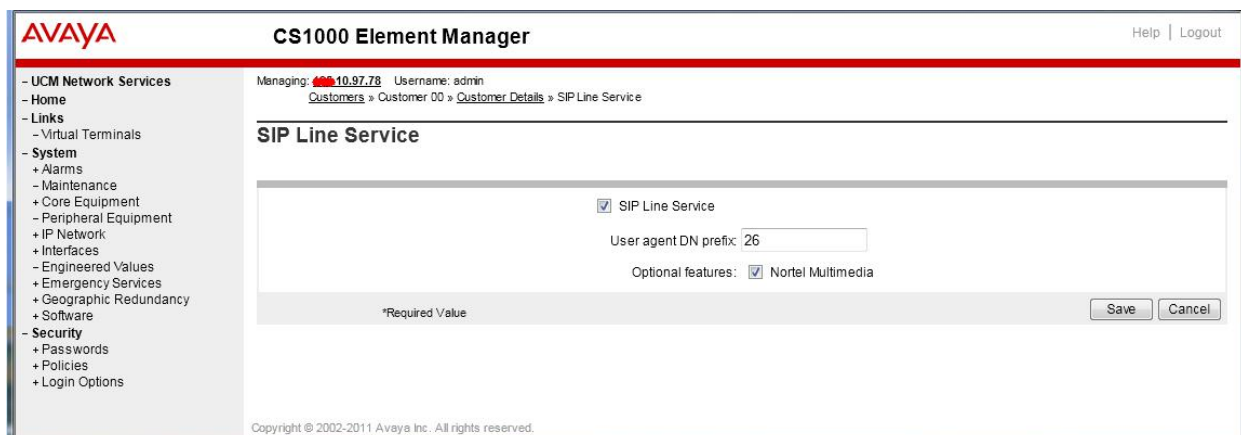 AVAYA
CS1000 Element Manager
Help | Logout
– UCM Network Services
– Home
– Links
– Virtual Terminals
– System
+ Alarms
– Maintenance
+ Core Equipment
– Peripheral Equipment
+ IP Network
+ Interfaces
– Engineered Values
+ Emergency Services
+ Geographic Redundancy
+ Software
– Security
+ Passwords
+ Policies
+ Login Options
Managing: 10.97.78 Username: admin
Customers » Customer 00 » Customer Details » SIP Line Service
SIP Line Service
SIP Line Service
User agent DN prefix: 26
Optional features: Nortel Multimedia
*Required Value
Save Cancel
Copyright © 2002-2011 Avaya Inc. All rights reserved.